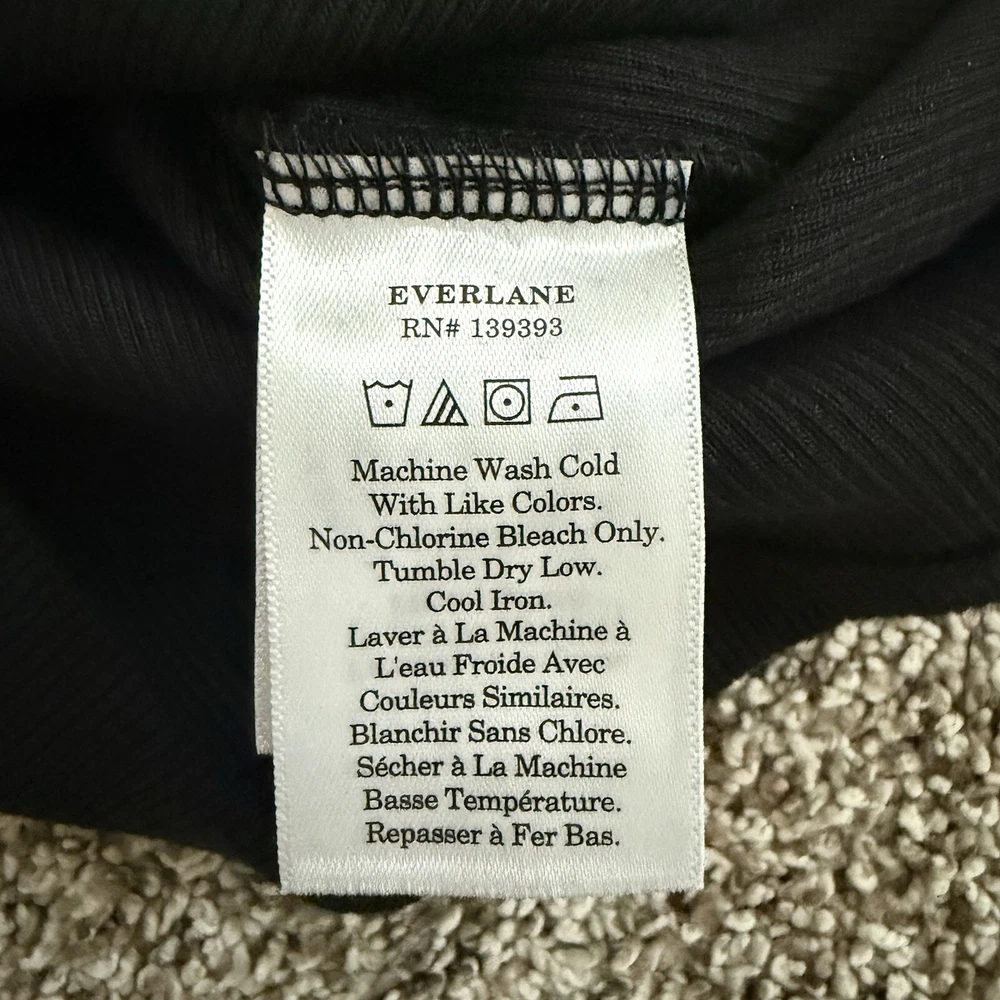 EVERLANE
RN# 139393
Machine Wash Cold
With Like Colors.
Non-Chlorine Bleach Only.
Tumble Dry Low.
Cool Iron.
Laver à La Machine à
L'eau Froide Avec
Couleurs Similaires.
Blanchir Sans Chlore.
Sécher à La Machine
Basse Température.
Repasser à Fer Bas.